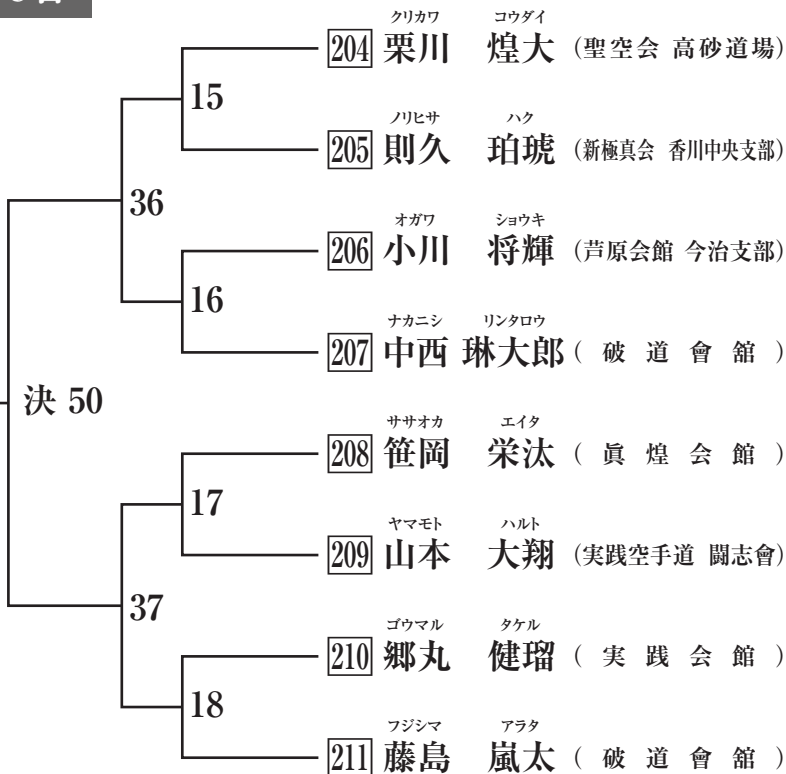 クリカワ コウダイ
204 栗川 煌大 (聖空会 高砂道場)
15
ノリヒサ ハク
205 則久 珀琥 (新極真会 香川中央支部)
36
オガワ ショウキ
206 小川 将輝 (芦原会館 今治支部)
16
ナカニシ リンタロウ
207 中西 琳大郎 (破道會舘)
決 50
ササオカ エイタ
208 笹岡 栄汰 (眞煌会館)
17
ヤマモト ハルト
209 山本 大翔 (実践空手道 闘志會)
37
ゴウマル タケル
210 郷丸 健瑠 (実践会館)
18
フジシマ アラタ
211 藤島 嵐太 (破道會舘)